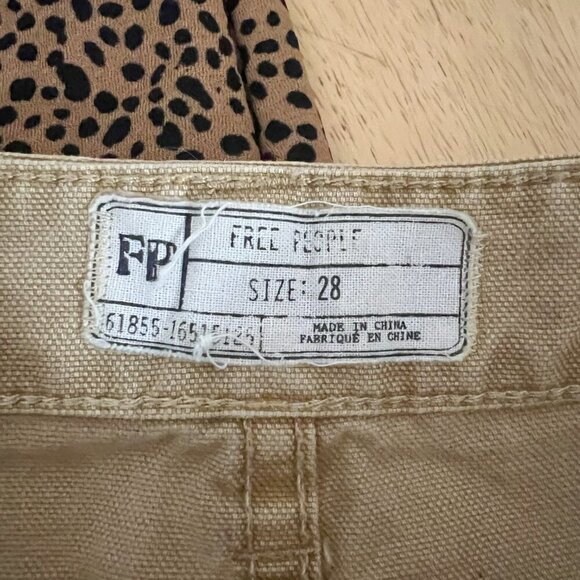 FP
FREE PEOPLE
SIZE: 28
MADE IN CHINA
FABRIQUÉ EN CHINE